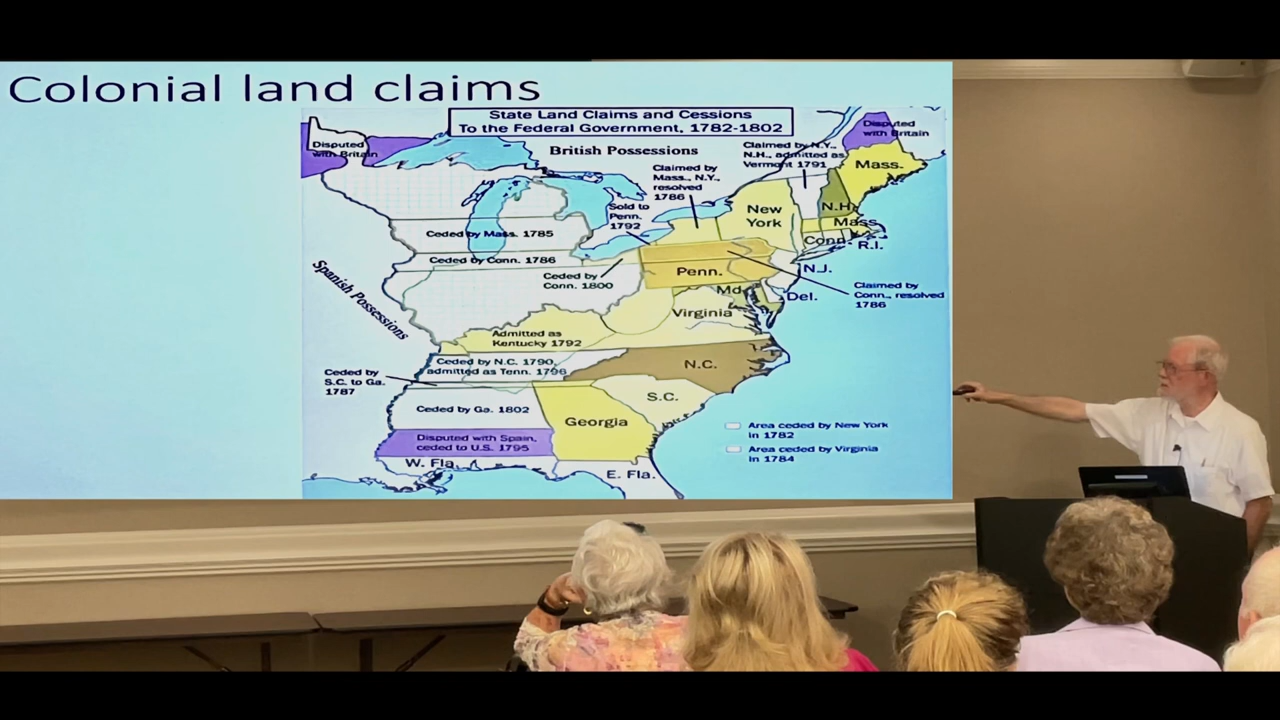 Colonial land claims
State Land Claims and Cessions
To the Federal Government, 1782-1802
Disputed
with Britain
British Possessions
Claimed by N.Y.,
N.H., admitted as
Vermont 1791
Disputed
with Britain
Claimed by
Mass., N.Y.,
resolved
1786
Mass.
Sold to
Penn.
1792
New
York
N.H.
Mass.
Ceded by Mass. 1785
Conn.
R.I.
Ceded by Conn. 1786
Ceded by
Conn. 1800
Penn.
N.J.
Spanish Possessions
Md.
Del.
Claimed by
Conn., resolved
1786
Virginia
Admitted as
Kentucky 1792
Ceded by N.C. 1790,
admitted as Tenn. 1796
N.C.
Ceded by
S.C. to Ga.
1787
S.C.
Ceded by Ga. 1802
Georgia
Area ceded by New York
in 1782
Disputed with Spain,
ceded to U.S. 1795
Area ceded by Virginia
in 1784
W. Fla.
E. Fla.